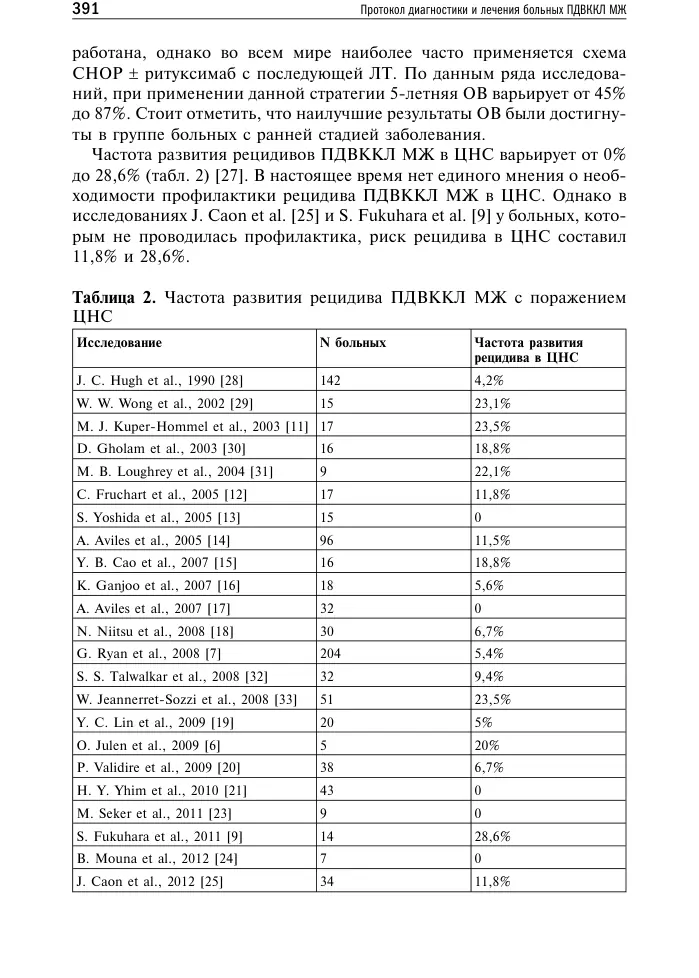 391
Протокол диагностики и лечения больных ПДВККЛ МЖ
работана, однако во всем мире наиболее часто применяется схема
CHOP ± ритуксимаб с последующей ЛТ. По данным ряда исследова-
ний, при применении данной стратегии 5-летняя ОВ варьирует от 45%
до 87%. Стоит отметить, что наилучшие результаты ОВ были достигну-
ты в группе больных с ранней стадией заболевания.
Частота развития рецидивов ПДВККЛ МЖ в ЦНС варьирует от 0%
до 28,6% (табл. 2) [27]. В настоящее время нет единого мнения о необ-
ходимости профилактики рецидива ПДВККЛ МЖ в ЦНС. Однако в
исследованиях J. Caon et al. [25] и S. Fukuhara et al. [9] у больных, кото-
рым не проводилась профилактика, риск рецидива в ЦНС составил
11,8% и 28,6%.
Таблица 2. Частота развития рецидива ПДВККЛ МЖ с поражением
ЦНС
Исследование N больных Частота развития
рецидива в ЦНС
J. C. Hugh et al., 1990 [28] 142 4,2%
W. W. Wong et al., 2002 [29] 15 23,1%
M. J. Kuper-Hommel et al., 2003 [11] 17 23,5%
D. Gholam et al., 2003 [30] 16 18,8%
M. B. Loughrey et al., 2004 [31] 9 22,1%
C. Fruchart et al., 2005 [12] 17 11,8%
S. Yoshida et al., 2005 [13] 15 0
A. Aviles et al., 2005 [14] 96 11,5%
Y. B. Cao et al., 2007 [15] 16 18,8%
K. Ganjoo et al., 2007 [16] 18 5,6%
A. Aviles et al., 2007 [17] 32 0
N. Niitsu et al., 2008 [18] 30 6,7%
G. Ryan et al., 2008 [7] 204 5,4%
S. S. Talwalkar et al., 2008 [32] 32 9,4%
W. Jeannerret-Sozzi et al., 2008 [33] 51 23,5%
Y. C. Lin et al., 2009 [19] 20 5%
O. Julen et al., 2009 [6] 5 20%
P. Validire et al., 2009 [20] 38 6,7%
H. Y. Yhim et al., 2010 [21] 43 0
M. Seker et al., 2011 [23] 9 0
S. Fukuhara et al., 2011 [9] 14 28,6%
B. Mouna et al., 2012 [24] 7 0
J. Caon et al., 2012 [25] 34 11,8%